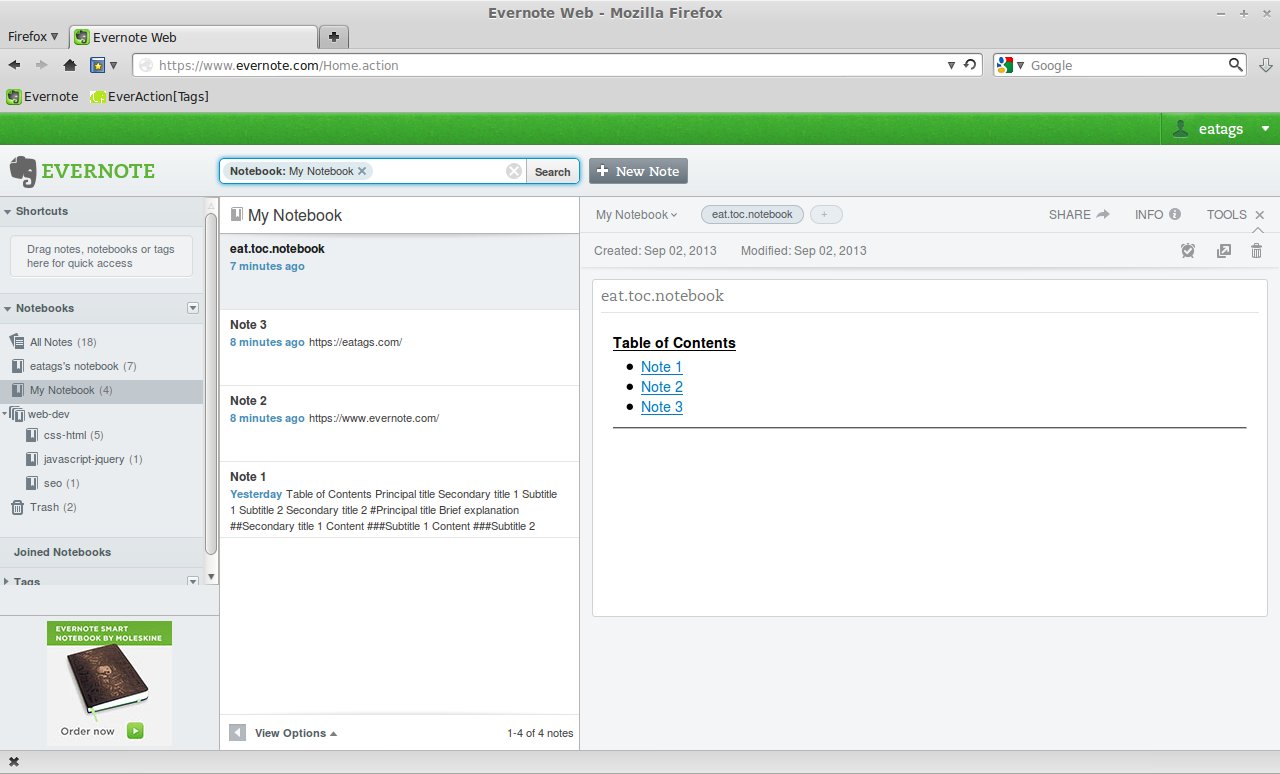 Evernote Web - Mozilla Firefox
Firefox
Evernote Web
https://www.evernote.com/Home.action
Google
Evernote
EverAction[Tags]
eatags
EVERNOTE
Notebook: My Notebook
Search
New Note
Shortcuts
Drag notes, notebooks or tags
here for quick access
Notebooks
All Notes (18)
eatags's notebook (7)
My Notebook (4)
web-dev
css-html (5)
javascript-jquery (1)
seo (1)
Trash (2)
Joined Notebooks
Tags
EVERNOTE SMART
NOTEBOOK BY MOLESKINE
Order now
My Notebook
eat.toc.notebook
7 minutes ago
Note 3
8 minutes ago https://eatags.com/
Note 2
8 minutes ago https://www.evernote.com/
Note 1
Yesterday Table of Contents Principal title Secondary title 1 Subtitle
1 Subtitle 2 Secondary title 2 #Principal title Brief explanation
##Secondary title 1 Content ###Subtitle 1 Content ###Subtitle 2
View Options
1-4 of 4 notes
My Notebook
eat.toc.notebook
+
SHARE
INFO
TOOLS
Created: Sep 02, 2013
Modified: Sep 02, 2013
eat.toc.notebook
Table of Contents
Note 1
Note 2
Note 3